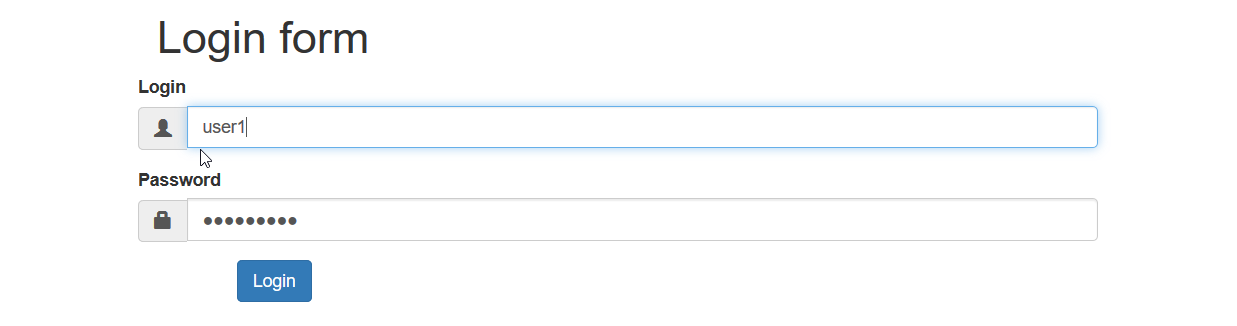 Login form
Login
user1
Password
●●●●●●●●●
Login